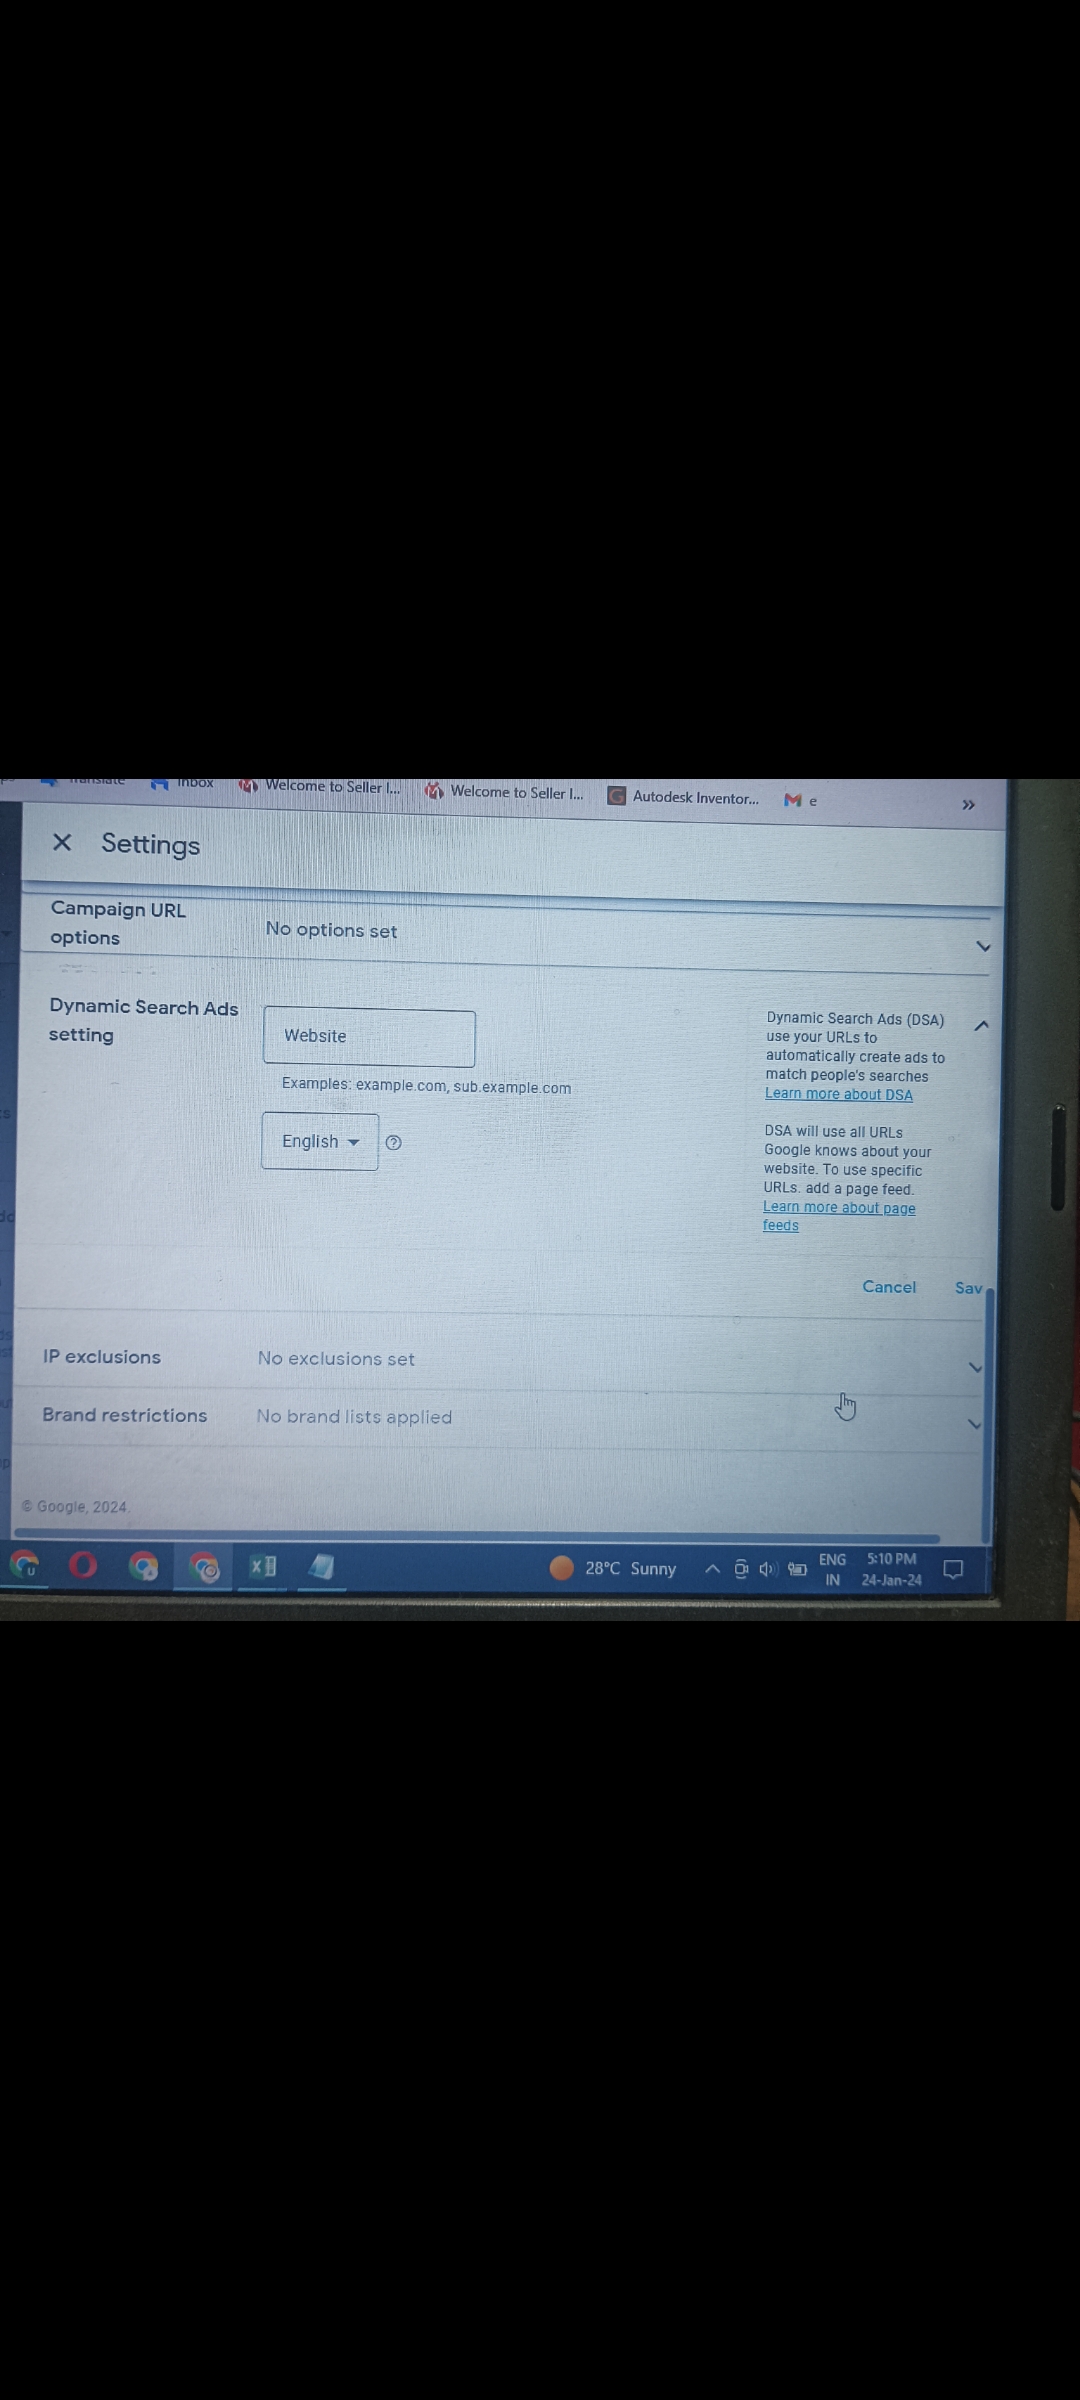 Translate Inbox Welcome to Seller I... Welcome to Seller I... Autodesk Inventor... e »
Settings
Campaign URL
options
No options set
Dynamic Search Ads
setting
Website
Examples: example.com, sub.example.com
English
Dynamic Search Ads (DSA)
use your URLs to
automatically create ads to
match people's searches
Learn more about DSA
DSA will use all URLs
Google knows about your
website. To use specific
URLs. add a page feed.
Learn more about page
feeds
Cancel Sav
IP exclusions No exclusions set
Brand restrictions No brand lists applied
© Google, 2024.
28°C Sunny
ENG
IN
5:10 PM
24-Jan-24